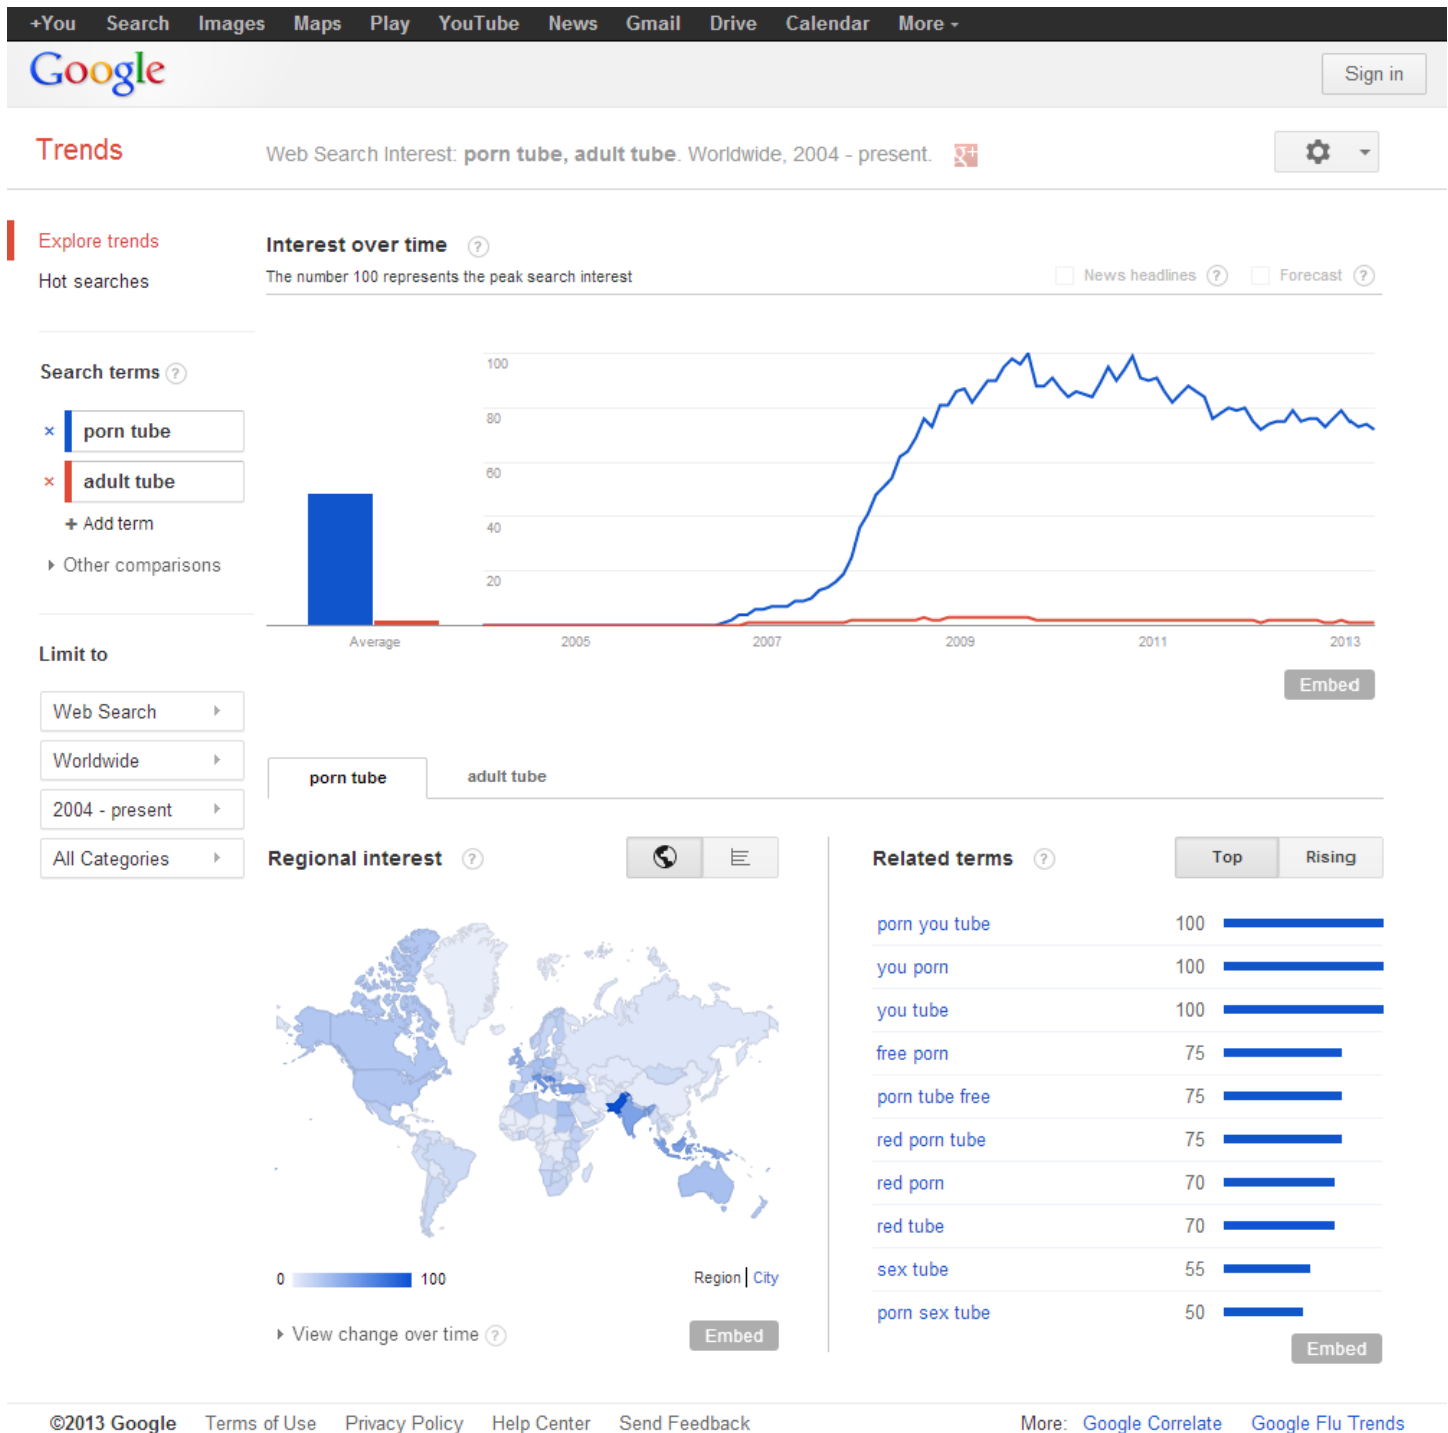 +You Search Images Maps Play YouTube News Gmail Drive Calendar More
Google
Sign in
Trends
Web Search Interest: porn tube, adult tube. Worldwide, 2004 - present.
g+
Explore trends
Hot searches
Search terms ?
porn tube
adult tube
+ Add term
Other comparisons
Limit to
Web Search
Worldwide
2004 - present
All Categories
Interest over time ?
The number 100 represents the peak search interest
News headlines ? Forecast ?
100
80
60
40
20
Average 2005 2007 2009 2011 2013
Embed
porn tube adult tube
Regional interest ?
0 100
Region | City
View change over time ?
Embed
Related terms ?
Top Rising
porn you tube 100
you porn 100
you tube 100
free porn 75
porn tube free 75
red porn tube 75
red porn 70
red tube 70
sex tube 55
porn sex tube 50
Embed
©2013 Google Terms of Use Privacy Policy Help Center Send Feedback More: Google Correlate Google Flu Trends